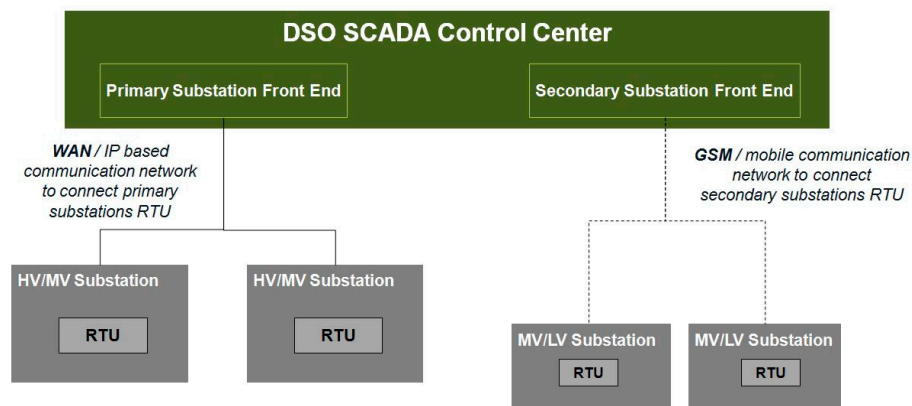 DSO SCADA Control Center
Primary Substation Front End
Secondary Substation Front End
WAN / IP based
communication network
to connect primary
substations RTU
GSM / mobile communication
network to connect
secondary substations RTU
HV/MV Substation
RTU
HV/MV Substation
RTU
MV/LV Substation
RTU
MV/LV Substation
RTU